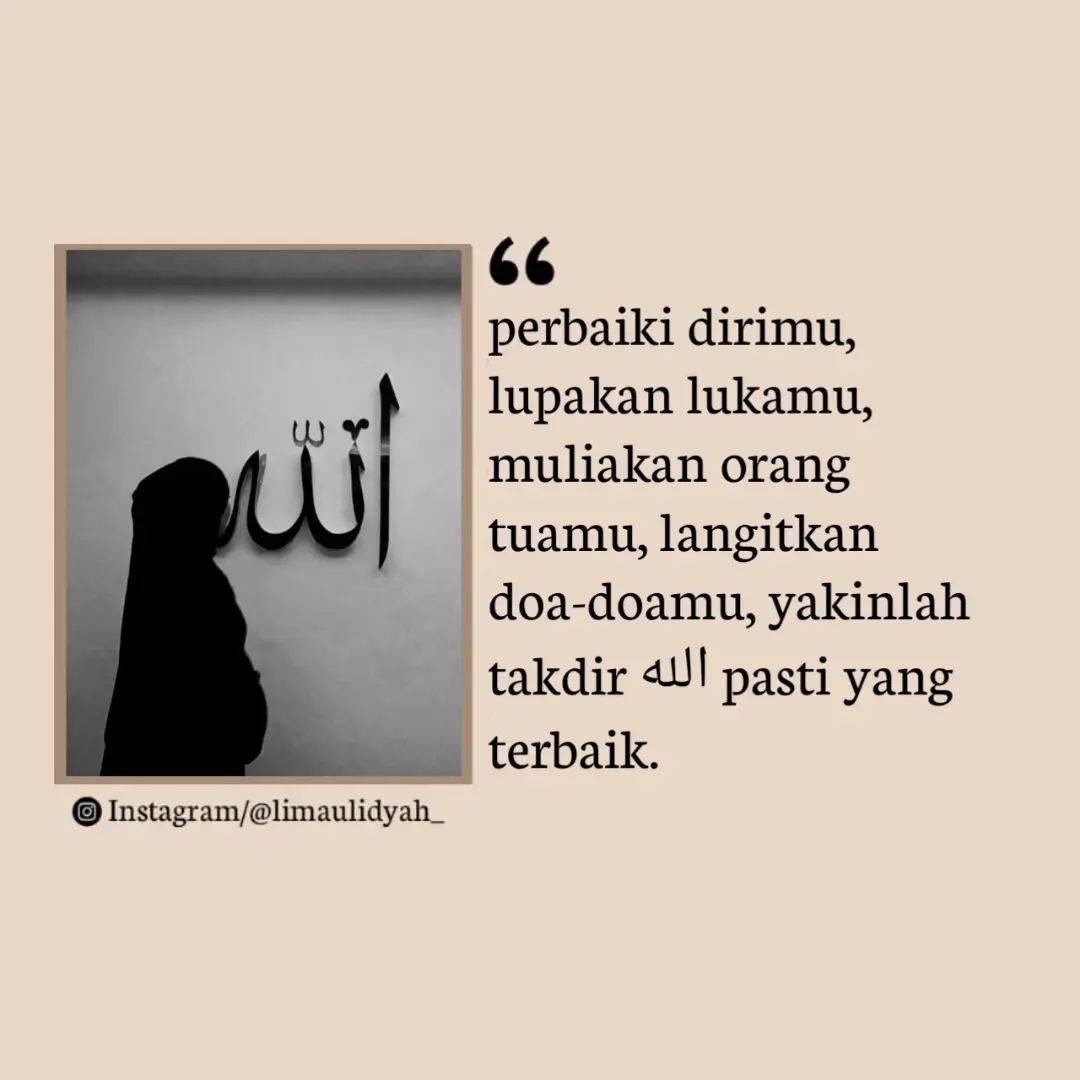 الله
“
perbaiki dirimu,
lupakan lukamu,
muliakan orang
tuamu, langitkan
doa-doamu, yakinlah
takdir الله pasti yang
terbaik.
Instagram/@limaulidyah_